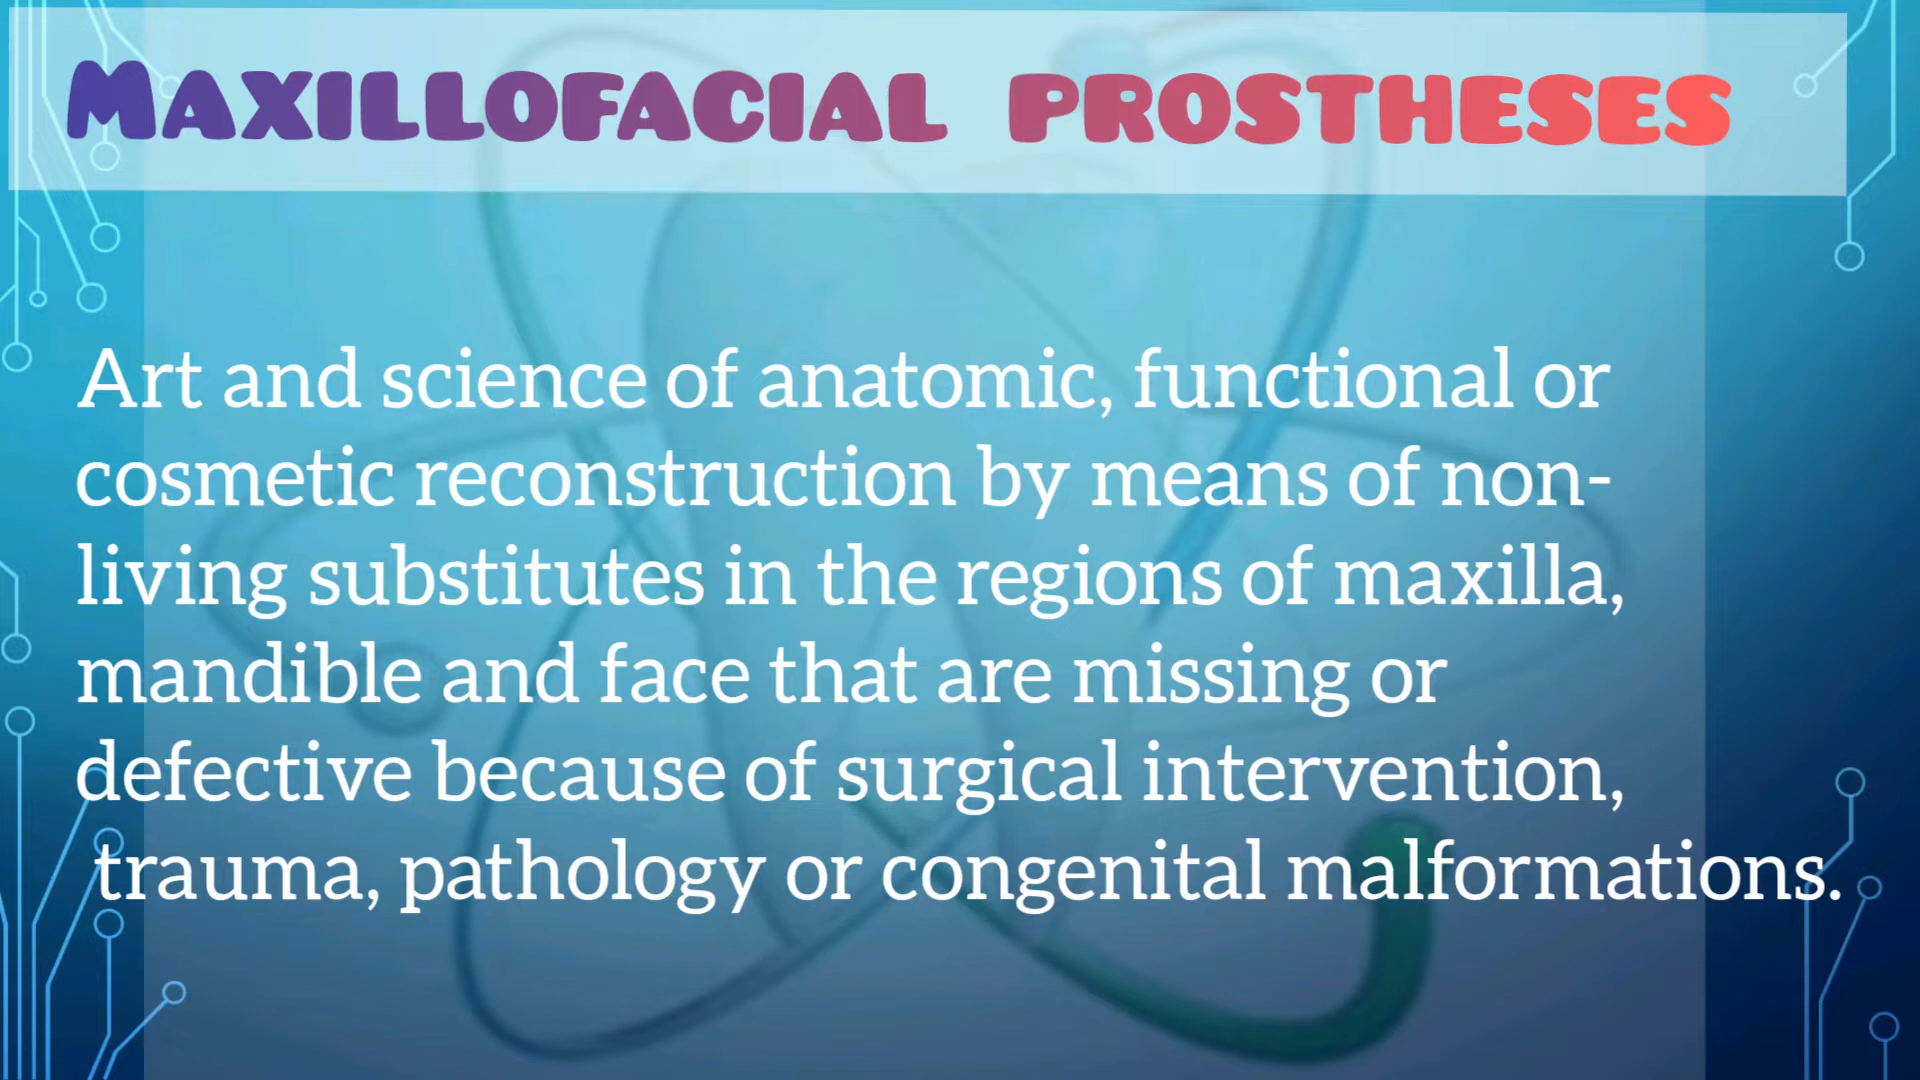 MAXILLOFACIAL PROSTHESES
Art and science of anatomic, functional or
cosmetic reconstruction by means of non-
living substitutes in the regions of maxilla,
mandible and face that are missing or
defective because of surgical intervention,
trauma, pathology or congenital malformations.